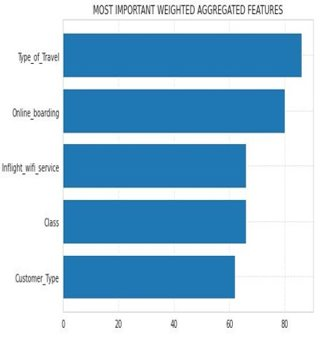 MOST IMPORTANT WEIGHTED AGGREGATED FEATURES
Type_of_Travel
Online_boarding
Inflight_wifi_service
Class
Customer_Type
0 20 40 60 80